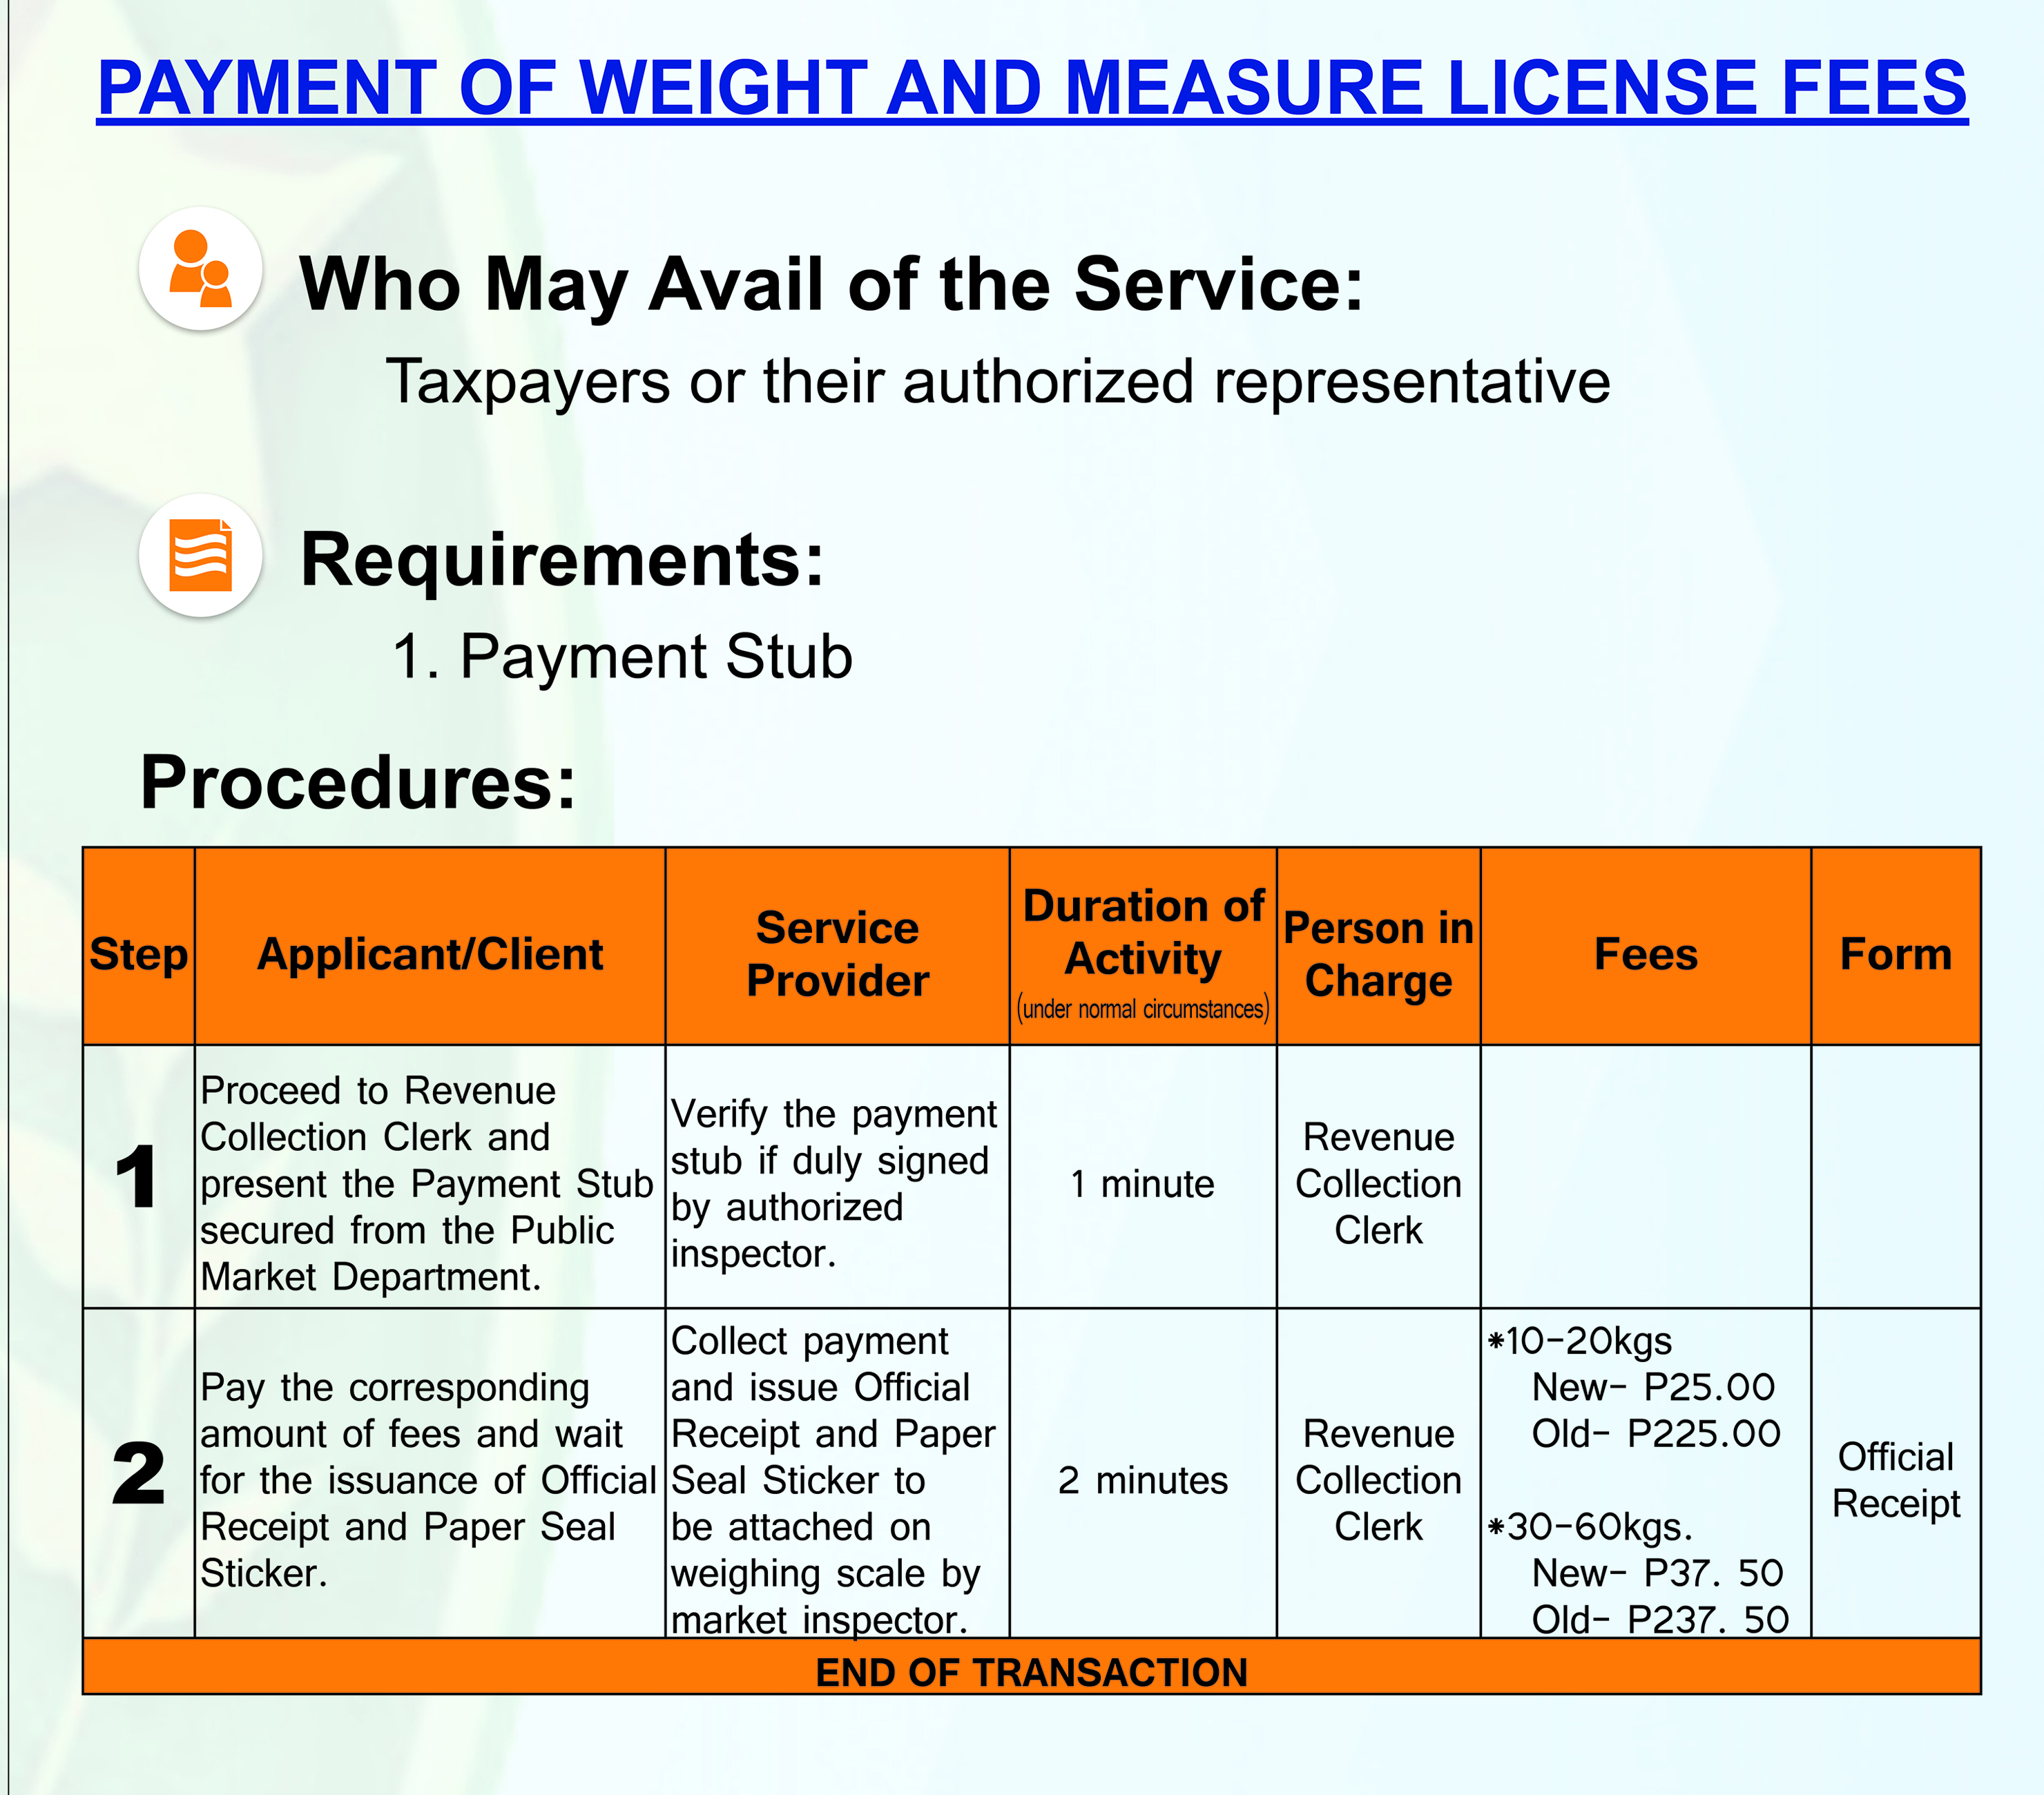 PAYMENT OF WEIGHT AND MEASURE LICENSE FEES
Who May Avail of the Service:
Taxpayers or their authorized representative
Requirements:
1. Payment Stub
Procedures:
Step
Applicant/Client
Service
Provider
Duration of
Activity
(under normal circumstances)
Person in
Charge
Fees
Form
1
Proceed to Revenue
Collection Clerk and
present the Payment Stub
secured from the Public
Market Department.
Verify the payment
stub if duly signed
by authorized
inspector.
1 minute
Revenue
Collection
Clerk
2
Pay the corresponding
amount of fees and wait
for the issuance of Official
Receipt and Paper Seal
Sticker.
Collect payment
and issue Official
Receipt and Paper
Seal Sticker to
be attached on
weighing scale by
market inspector.
2 minutes
Revenue
Collection
Clerk
*10-20kgs
New- P25.00
Old- P225.00
*30-60kgs.
New- P37. 50
Old- P237. 50
Official
Receipt
END OF TRANSACTION